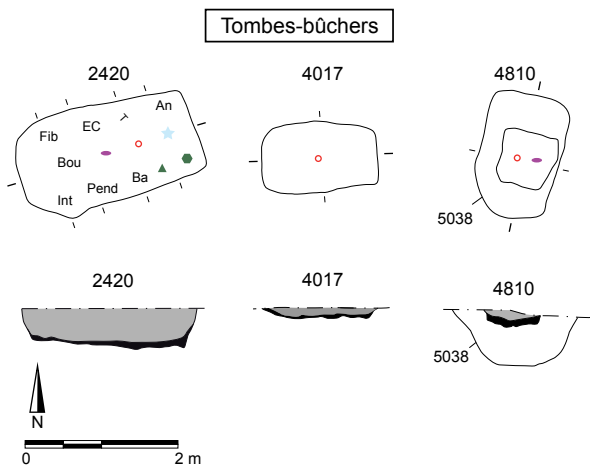 Tombes-bûchers
2420
4017
4810
An
EC
Fib
Bou
Ba
Pend
Int
5038
2420
4017
4810
5038
N
0
2 m